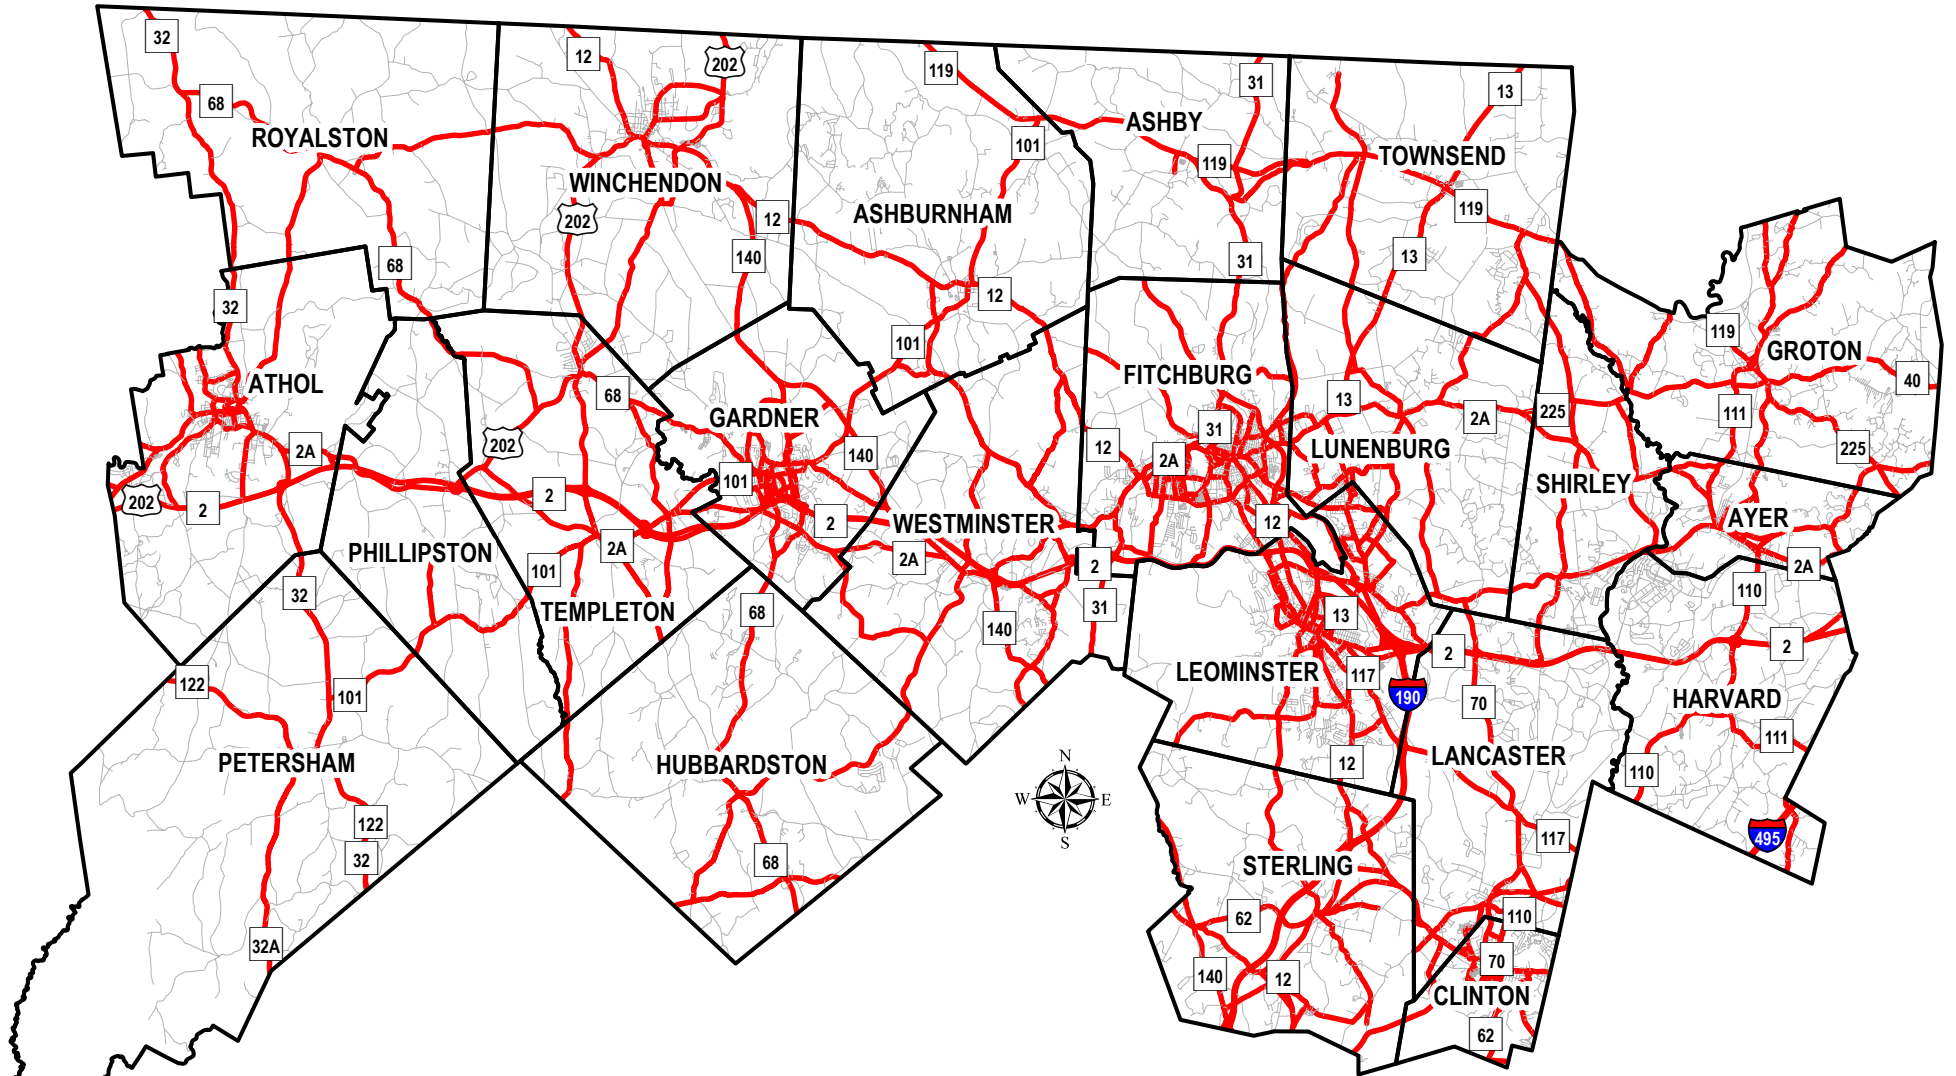 32
12
202
119
31
13
68
ROYALSTON
ASHBY
101
119
TOWNSEND
WINCHENDON
202
12
ASHBURNHAM
119
140
68
31
13
32
12
119
101
GROTON
ATHOL
68
GARDNER
FITCHBURG
13
40
2A
225
111
202
2A
140
12
31
2A
LUNENBURG
225
202
2
2
101
2
WESTMINSTER
12
SHIRLEY
AYER
PHILLIPSTON
2A
101
2A
2
2A
32
TEMPLETON
68
140
31
13
110
122
101
LEOMINSTER
117
190
2
70
2
HARVARD
PETERSHAM
HUBBARDSTON
N
W
E
S
12
LANCASTER
110
111
122
32
68
STERLING
117
495
32A
62
140
12
110
70
CLINTON
62